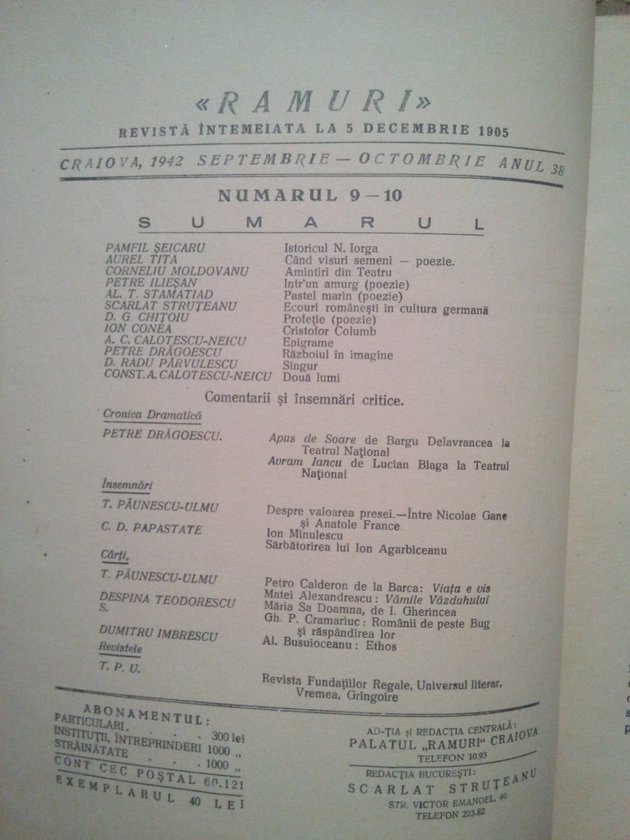 «RAMURI»
REVISTĂ ÎNTEMEIATA LA 5 DECEMBRIE 1905
CRAIOVA, 1942 SEPTEMBRIE — OCTOMBRIE ANUL 38
NUMARUL 9 – 10
SUMARUL
PAMFIL ŞEICARU Istoricul N. Iorga
AUREL TITA Când visuri semeni — poezie.
CORNELIU MOLDOVANU Amintiri din Teatru
PETRE ILIEŞAN Intr'un amurg (poezie)
AL. T. STAMATIAD Pastel marin (poezie)
SCARLAT STRUŢEANU Ecouri româneşti in cultura germană
D. G. CHIŢOIU Profeţie (poezie)
ION CONEA Cristofor Columb
A. C. CALOTESCU-NEICU Epigrame
PETRE DRĂGOESCU Războiul în imagine
D. RADU PÂRVULESCU Singur
CONST. A. CALOTESCU-NEICU Două lumi
Comentarii şi însemnări critice.
Cronica Dramatică
PETRE DRĂGOESCU. Apus de Soare de Bargu Delavrancea la
Teatrul Naţional
Avram Iancu de Lucian Blaga la Teatrul
Naţional
Însemnări
T. PĂUNESCU-ULMU Despre valoarea presei.—Între Nicolae Gane
şi Anatole France.
C. D. PAPASTATE Ion Minulescu
Sărbătorirea lui Ion Agarbiceanu
Cărţi,
T. PĂUNESCU-ULMU Petro Calderon de la Barca: Viaţa e vis
Matei Alexandrescu: Vămile Văzduhului
DESPINA TEODORESCU Măria Sa Doamna, de I. Gherincea
S. Gh. P. Cramariuc: Românii de peste Bug
şi răspândirea lor
DUMITRU IMBRESCU Al. Busuioceanu: Ethos
Revistele
T. P. U. Revista Fundaţiilor Regale, Universul literar,
Vremea, Gringoire
ABONAMENTUL:
PARTICULARI . . . . 300 lei
INSTITUŢII, ÎNTREPRINDERI 1000 „
STRĂINĂTATE . . . 1000 „
CONT CEC POŞTAL 60.121
EXEMPLARUL 40 LEI
AD-ŢIA şi REDACŢIA CENTRALĂ:
PALATUL „RAMURI" CRAIOVA
TELEFON 10.93
REDACŢIA BUCUREŞTI:
SCARLAT STRUŢEANU
STR. VICTOR EMANOEL, 40
TELEFON 233-82